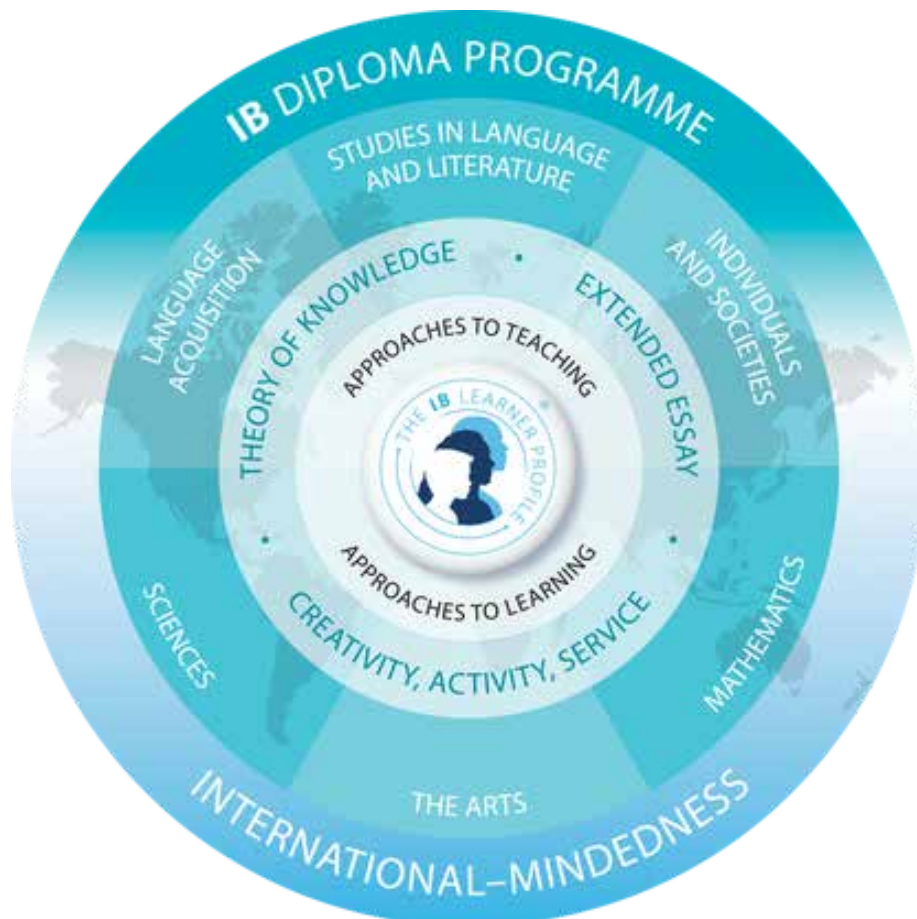 IB DIPLOMA PROGRAMME
STUDIES IN LANGUAGE
AND LITERATURE
LANGUAGE
ACQUISITION
INDIVIDUALS
AND SOCIETIES
THEORY OF KNOWLEDGE
EXTENDED ESSAY
APPROACHES TO TEACHING
THE IB LEARNER PROFILE
APPROACHES TO LEARNING
CREATIVITY, ACTIVITY, SERVICE
SCIENCES
MATHEMATICS
THE ARTS
INTERNATIONAL–MINDEDNESS